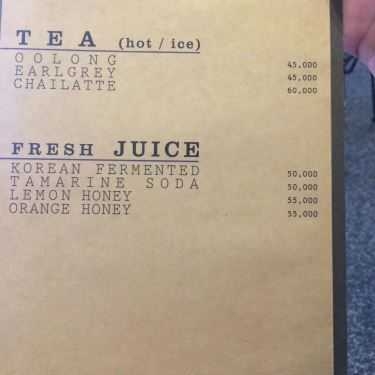 TEA (hot / ice)
OOLONG 45,000
EARLGREY 45,000
CHAILATTE 60,000
FRESH JUICE
KOREAN FERMENTED 50,000
TAMARINE SODA 50,000
LEMON HONEY 55,000
ORANGE HONEY 55,000